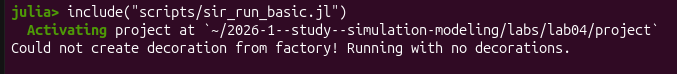 julia> include("scripts/sir_run_basic.jl")
  Activating project at `~/2026-1--study--simulation-modeling/labs/lab04/project`
Could not create decoration from factory! Running with no decorations.